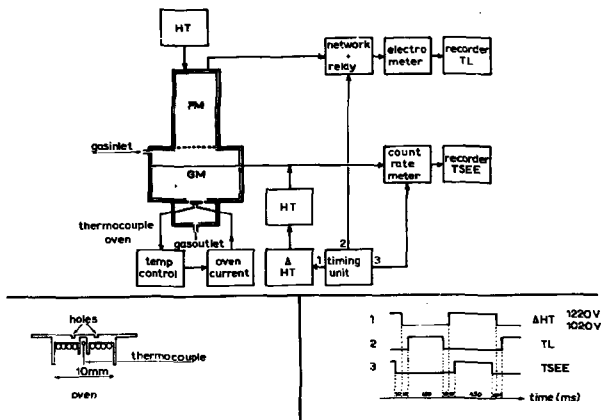 HT
network
+
relay
electro
meter
recorder
TL
PM
gasinlet
GM
count
rate
meter
recorder
TSEE
HT
thermocouple
oven
gasoutlet
temp
control
oven
current
Δ
HT
1
2
timing
unit
3
holes
thermocouple
10mm
oven
1
ΔHT
1220V
1020V
2
TL
3
TSEE
time (ms)